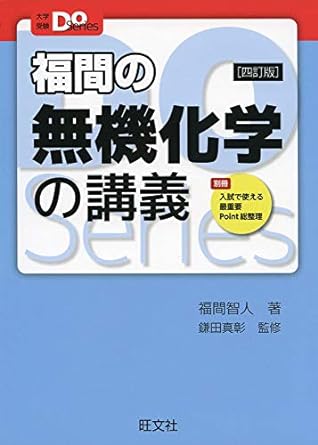 大学
受験
Do Series
福間の
[四訂版]
DO
無機化学
の講義
別冊
入試で使える
最重要
Point総整理
Series
福間智人 著
鎌田真彰 監修
旺文社